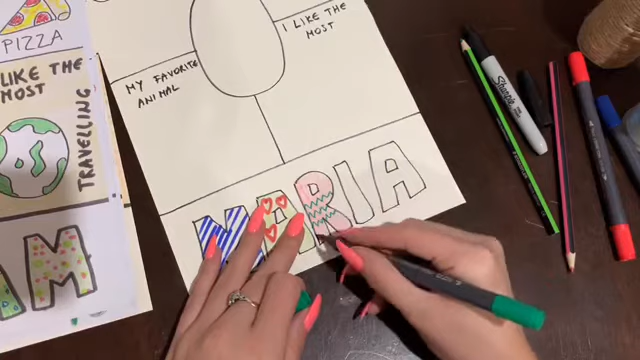 PIZZA
LIKE THE
MOST
TRAVELLING
AM
MY FAVORITE
ANIMAL
I LIKE THE
MOST
MARIA
Sharpie